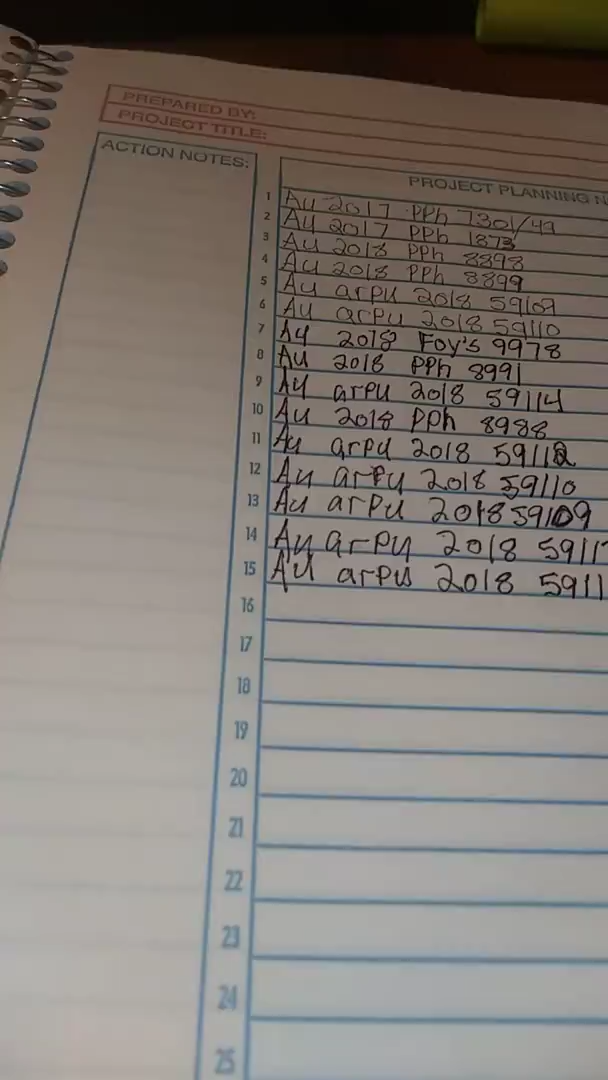 PREPARED BY:
PROJECT TITLE:
ACTION NOTES:
PROJECT PLANNING N
1 Au 2017 PPh 7301/49
2 Au 2017 PPh 1873
3 Au 2018 PPh 8898
4 Au 2018 PPh 8899
5 Au arpu 2018 59109
6 Au arpu 2018 59110
7 Au 2018 Foy's 9978
8 Au 2018 PPh 8991
9 Au arpu 2018 59114
10 Au 2018 PPh 8988
11 Au arpu 2018 59112
12 Au arpu 2018 59110
13 Au arpu 2018 59109
14 Au arpu 2018 5911
15 Au arpu 2018 5911
16
17
18
19
20
21
22
23
24
25